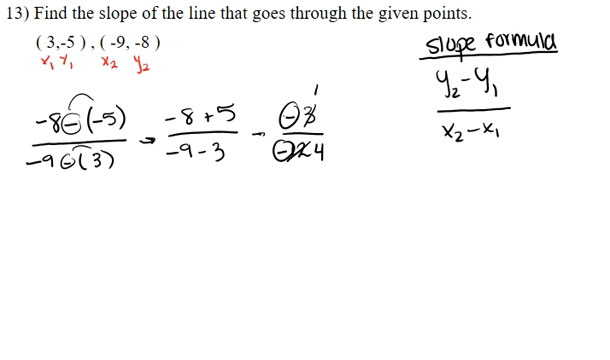 13) Find the slope of the line that goes through the given points.
( 3,-5 ) , ( -9, -8 )
x₁ y₁ x₂ y₂
slope formula
y₂-y₁
x₂-x₁
-8-(-5)
-9-(3)
→
-8+5
-9-3
-
1
-3
-12 4